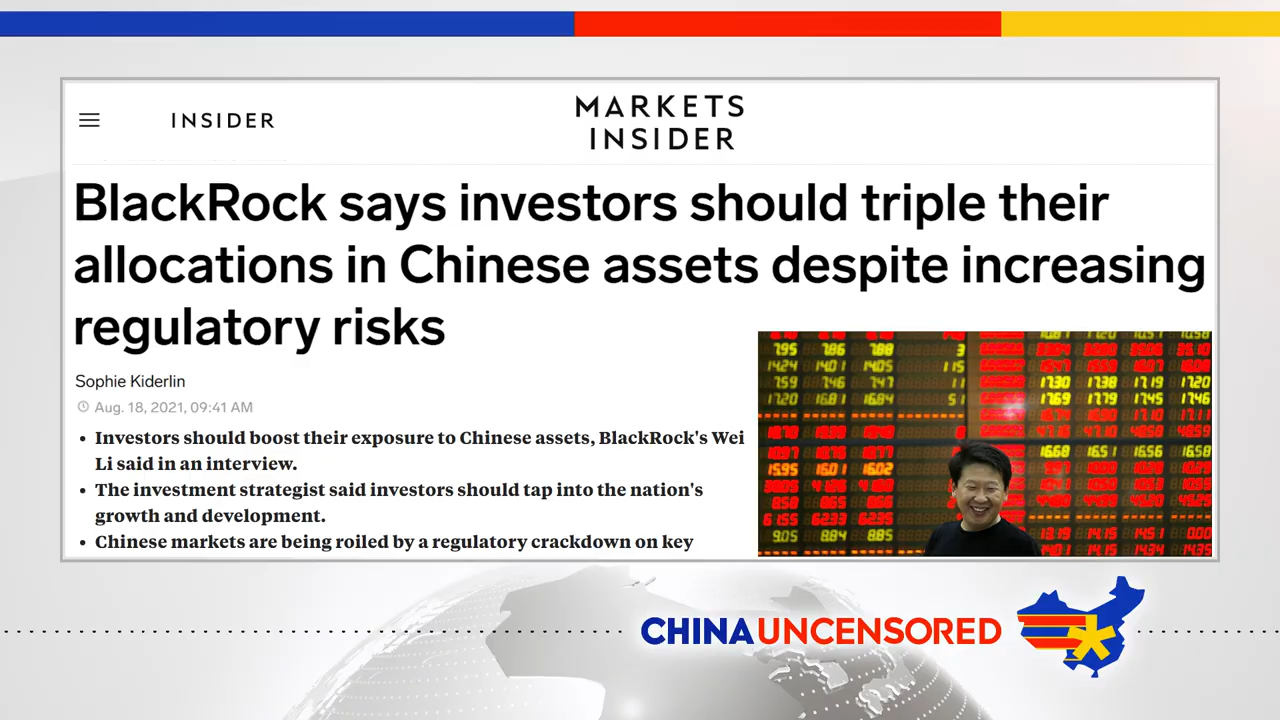 INSIDER
MARKETS
INSIDER
BlackRock says investors should triple their
allocations in Chinese assets despite increasing
regulatory risks
Sophie Kiderlin
Aug. 18, 2021, 09:41 AM
• Investors should boost their exposure to Chinese assets, BlackRock's Wei
Li said in an interview.
• The investment strategist said investors should tap into the nation's
growth and development.
• Chinese markets are being roiled by a regulatory crackdown on key
CHINA UNCENSORED